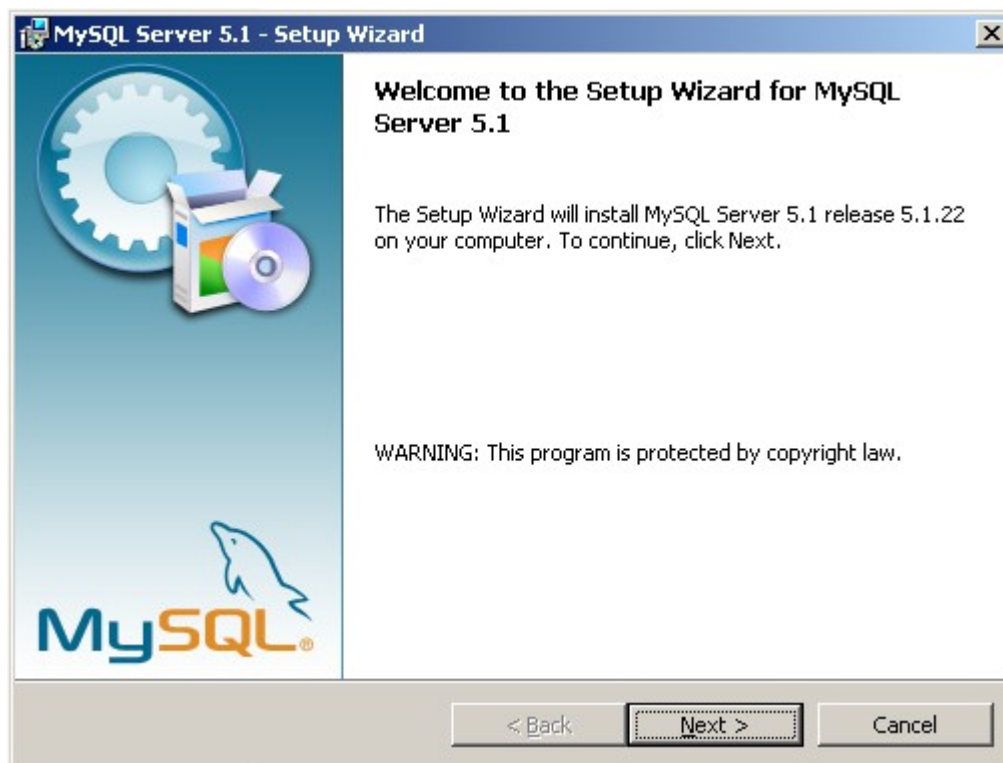 MySQL Server 5.1 - Setup Wizard
Welcome to the Setup Wizard for MySQL
Server 5.1
The Setup Wizard will install MySQL Server 5.1 release 5.1.22
on your computer. To continue, click Next.
WARNING: This program is protected by copyright law.
MySQL®
< Back
Next >
Cancel